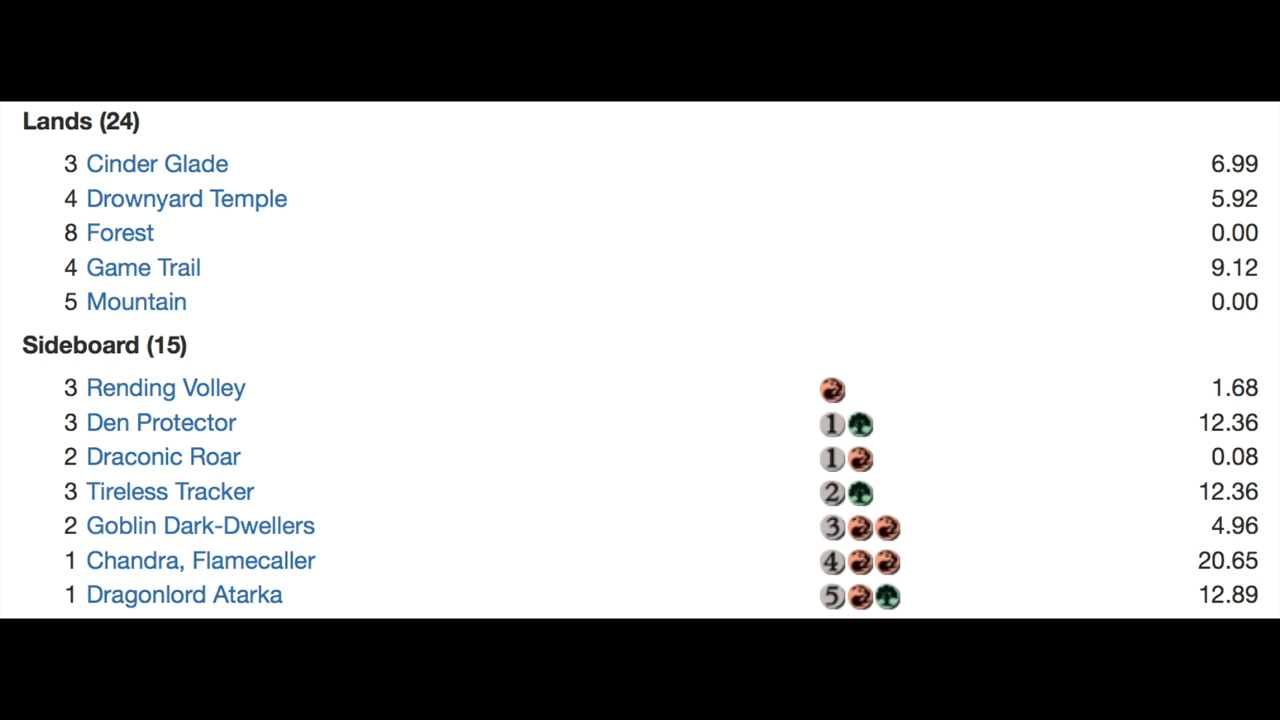 Lands (24)
3 Cinder Glade 6.99
4 Drownyard Temple 5.92
8 Forest 0.00
4 Game Trail 9.12
5 Mountain 0.00
Sideboard (15)
3 Rending Volley 1.68
3 Den Protector 1 12.36
2 Draconic Roar 1 0.08
3 Tireless Tracker 2 12.36
2 Goblin Dark-Dwellers 3 4.96
1 Chandra, Flamecaller 4 20.65
1 Dragonlord Atarka 5 12.89